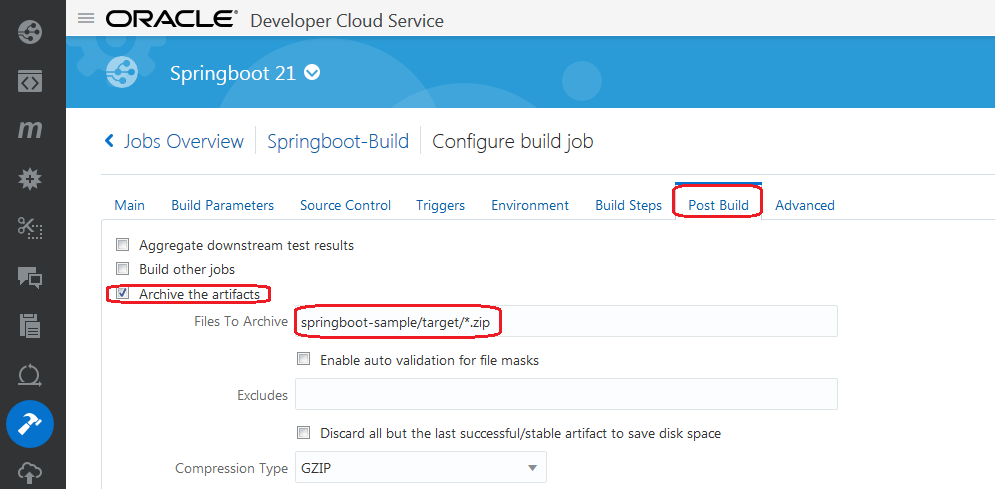 ORACLE® Developer Cloud Service
Springboot 21
Jobs Overview Springboot-Build Configure build job
Main Build Parameters Source Control Triggers Environment Build Steps Post Build Advanced
Aggregate downstream test results
Build other jobs
Archive the artifacts
Files To Archive springboot-sample/target/*.zip
Enable auto validation for file masks
Excludes
Discard all but the last successful/stable artifact to save disk space
Compression Type GZIP